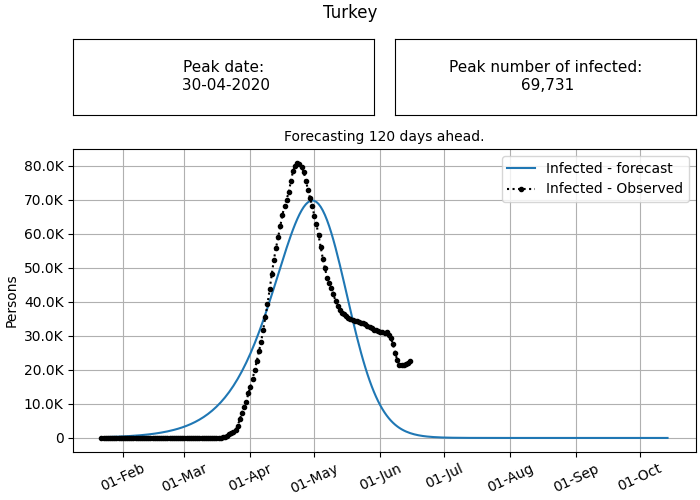 Turkey
Peak date:
30-04-2020
Peak number of infected:
69,731
Forecasting 120 days ahead.
Infected - forecast
Infected - Observed
80.0K
70.0K
60.0K
50.0K
40.0K
30.0K
20.0K
10.0K
0
Persons
01-Feb
01-Mar
01-Apr
01-May
01-Jun
01-Jul
01-Aug
01-Sep
01-Oct